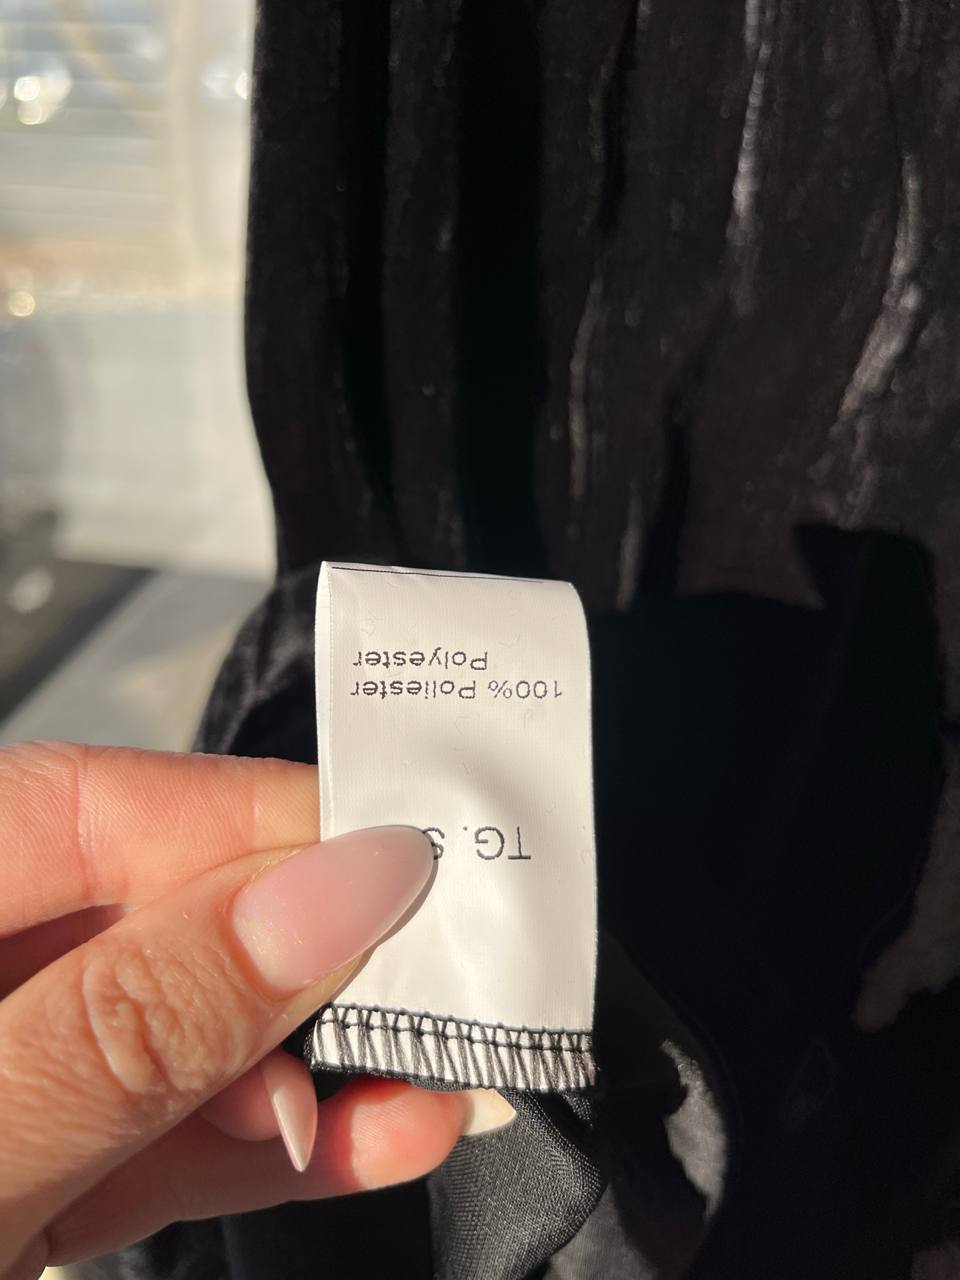 TG. S
100% Poliester
Polyester